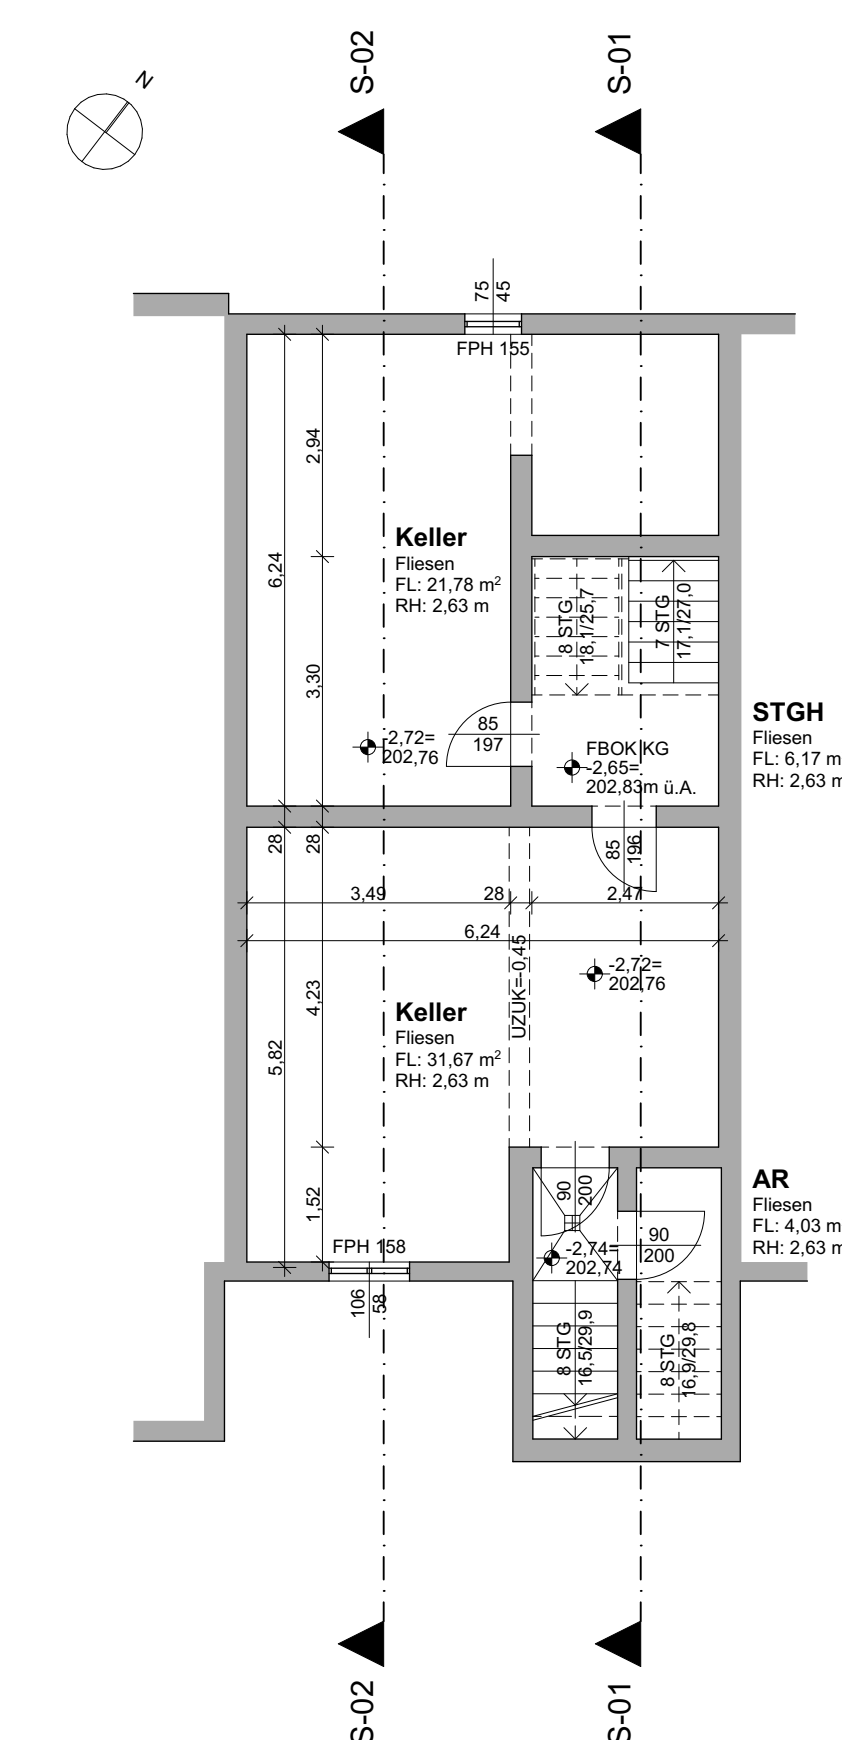 S-02
S-01
N
75
45
FPH 155
2,94
6,24
3,30
Keller
Fliesen
FL: 21,78 m²
RH: 2,63 m
8 STG
18,1/25,7
7 STG
17,1/27,0
STGH
Fliesen
FL: 6,17 m
RH: 2,63 m
85
197
-2,72=
202,76
FBOK KG
-2,65=
202,83m ü.A.
28
28
85
196
3,49
28
2,47
6,24
UZUK=-0,45
-2,72=
202,76
4,23
5,82
Keller
Fliesen
FL: 31,67 m²
RH: 2,63 m
1,52
90
200
AR
Fliesen
FL: 4,03 m
RH: 2,63 m
90
200
-2,74=
202,74
FPH 158
106
58
8 STG
16,5/29,9
8 STG
16,9/29,8
S-02
S-01